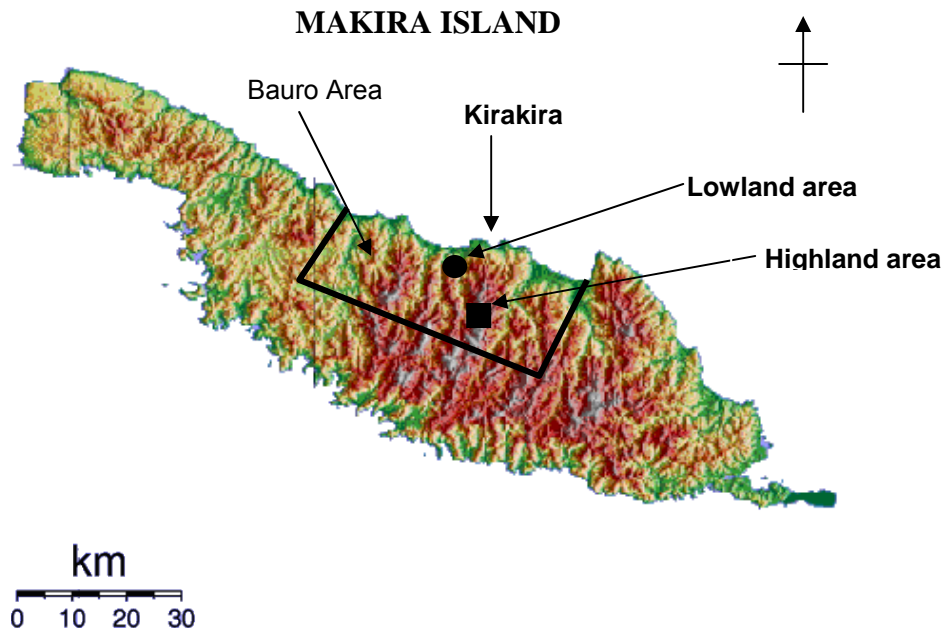 MAKIRA ISLAND
Bauro Area
Kirakira
Lowland area
Highland area
km
0 10 20 30